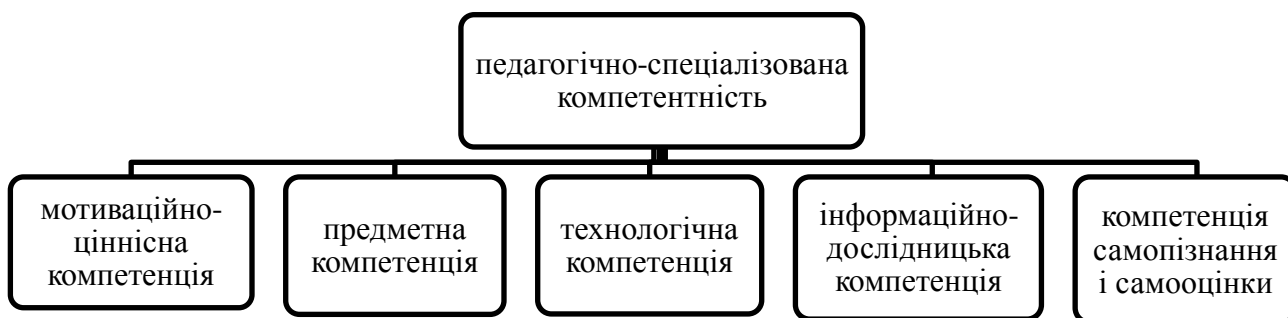 педагогічно-спеціалізована
компетентність
мотиваційно-
ціннісна
компетенція
предметна
компетенція
технологічна
компетенція
інформаційно-
дослідницька
компетенція
компетенція
самопізнання
і самооцінки